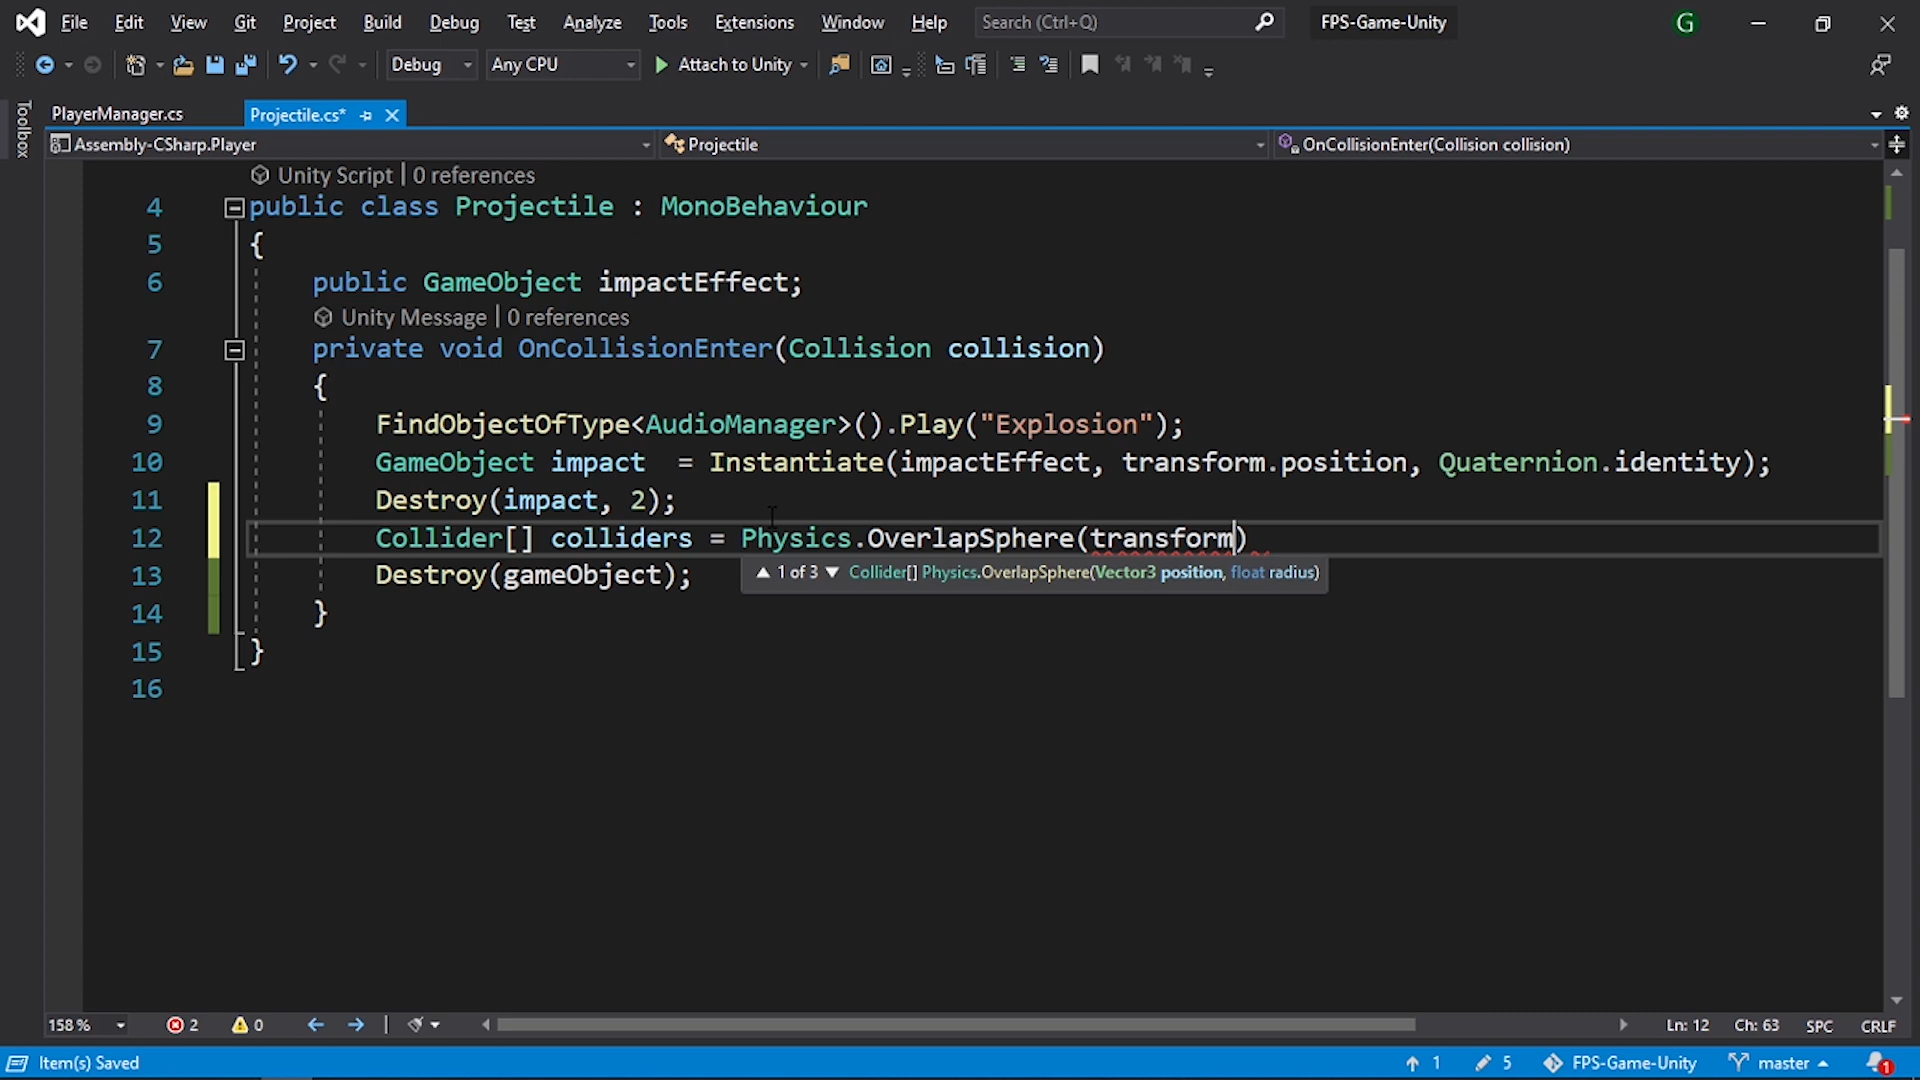 File Edit View Git Project Build Debug Test Analyze Tools Extensions Window Help Search (Ctrl+Q) FPS-Game-Unity G
Debug Any CPU Attach to Unity
Toolbox
PlayerManager.cs Projectile.cs*
Assembly-CSharp.Player Projectile OnCollisionEnter(Collision collision)
Unity Script | 0 references
4 public class Projectile : MonoBehaviour
5 {
6 public GameObject impactEffect;
Unity Message | 0 references
7 private void OnCollisionEnter(Collision collision)
8 {
9 FindObjectOfType<AudioManager>().Play("Explosion");
10 GameObject impact  = Instantiate(impactEffect, transform.position, Quaternion.identity);
11 Destroy(impact, 2);
12 Collider[] colliders = Physics.OverlapSphere(transform)
13 Destroy(gameObject);
▲ 1 of 3 ▼ Collider[] Physics.OverlapSphere(Vector3 position, float radius)
14 }
15 }
16
158 % 2 0 Ln: 12 Ch: 63 SPC CRLF
Item(s) Saved 1 5 FPS-Game-Unity master 1